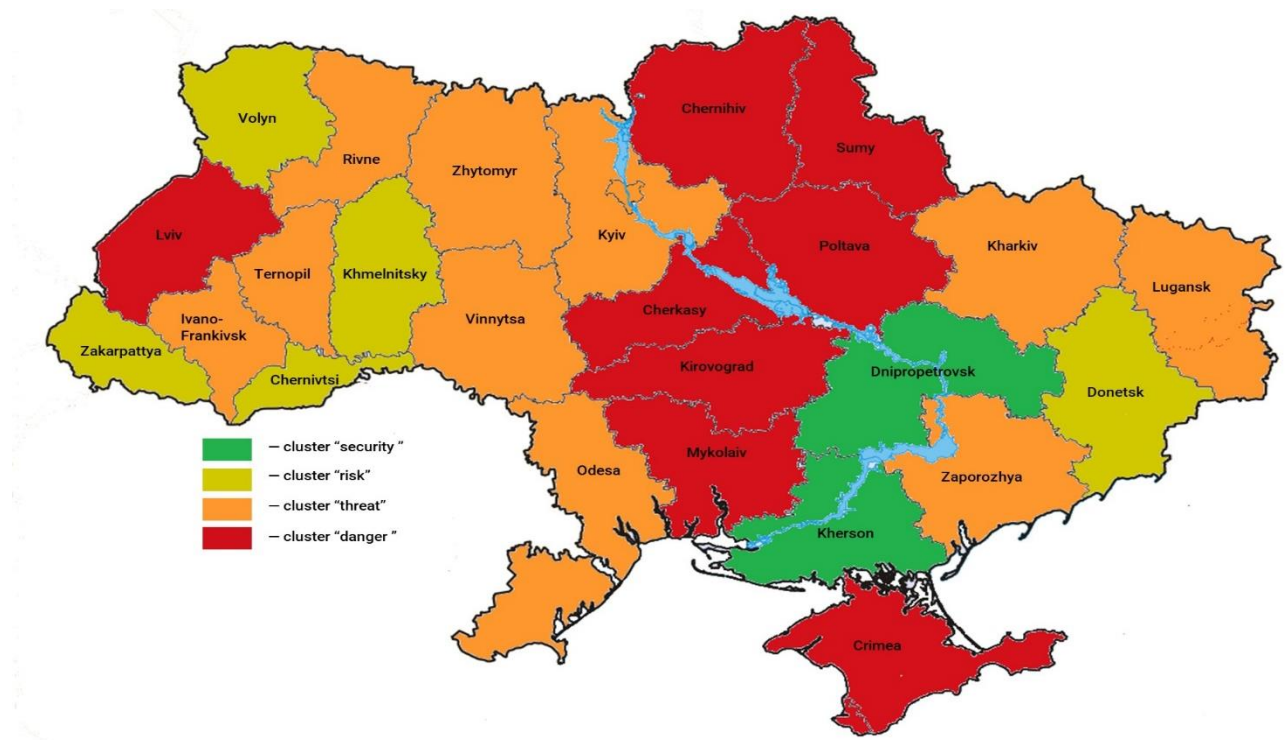 Chernihiv
Volyn
Sumy
Rivne
Zhytomyr
Lviv
Kyiv
Poltava
Kharkiv
Ternopil
Khmelnitsky
Lugansk
Cherkasy
Ivano-
Frankivsk
Vinnytsa
Zakarpattya
Kirovograd
Dnipropetrovsk
Chernivtsi
Donetsk
– cluster “security ”
Mykolaiv
Odesa
– cluster “risk”
Zaporozhya
– cluster “threat”
Kherson
– cluster “danger ”
Crimea